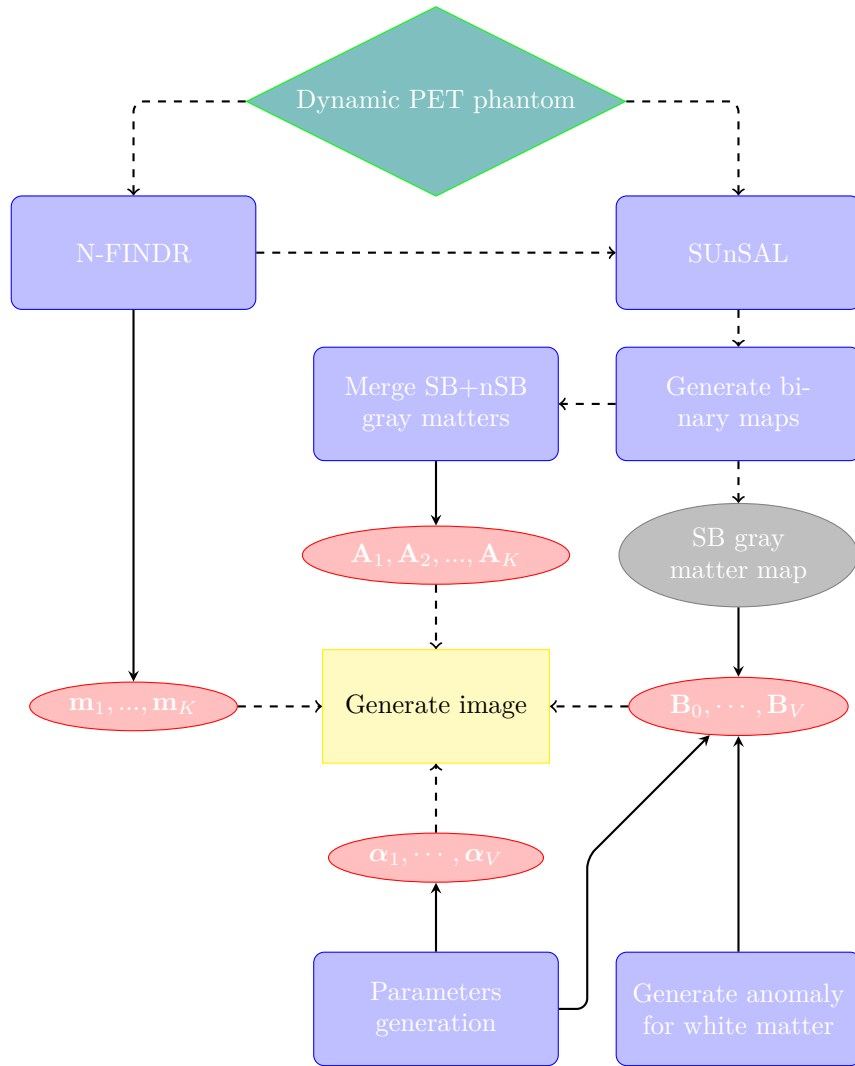 Dynamic PET phantom
N-FINDR
SUnSAL
Merge SB+nSB
gray matters
Generate bi-
nary maps
A₁, A₂, ..., A_K
SB gray
matter map
m₁, ..., m_K
Generate image
B₀, ⋯ , B_V
α₁, ⋯ , α_V
Parameters
generation
Generate anomaly
for white matter